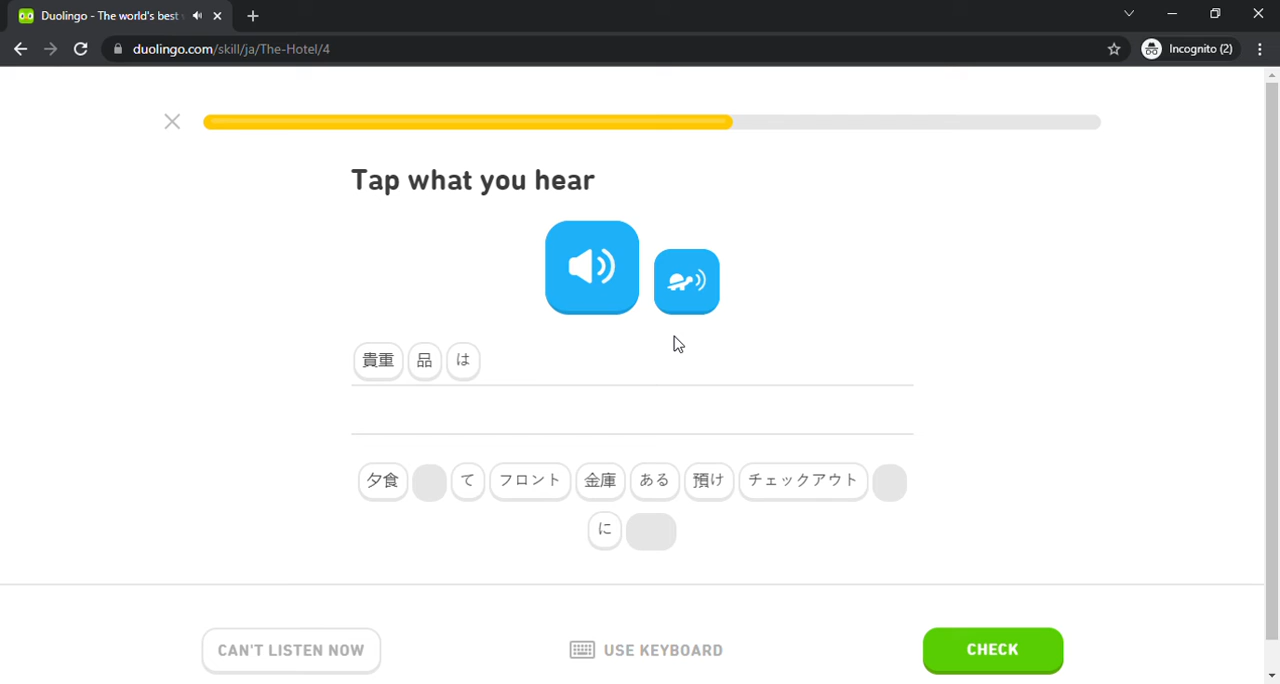 Duolingo - The world's best
duolingo.com/skill/ja/The-Hotel/4
Incognito (2)
Tap what you hear
貴重 品 は
夕食 て フロント 金庫 ある 預け チェックアウト
に
CAN'T LISTEN NOW
USE KEYBOARD
CHECK